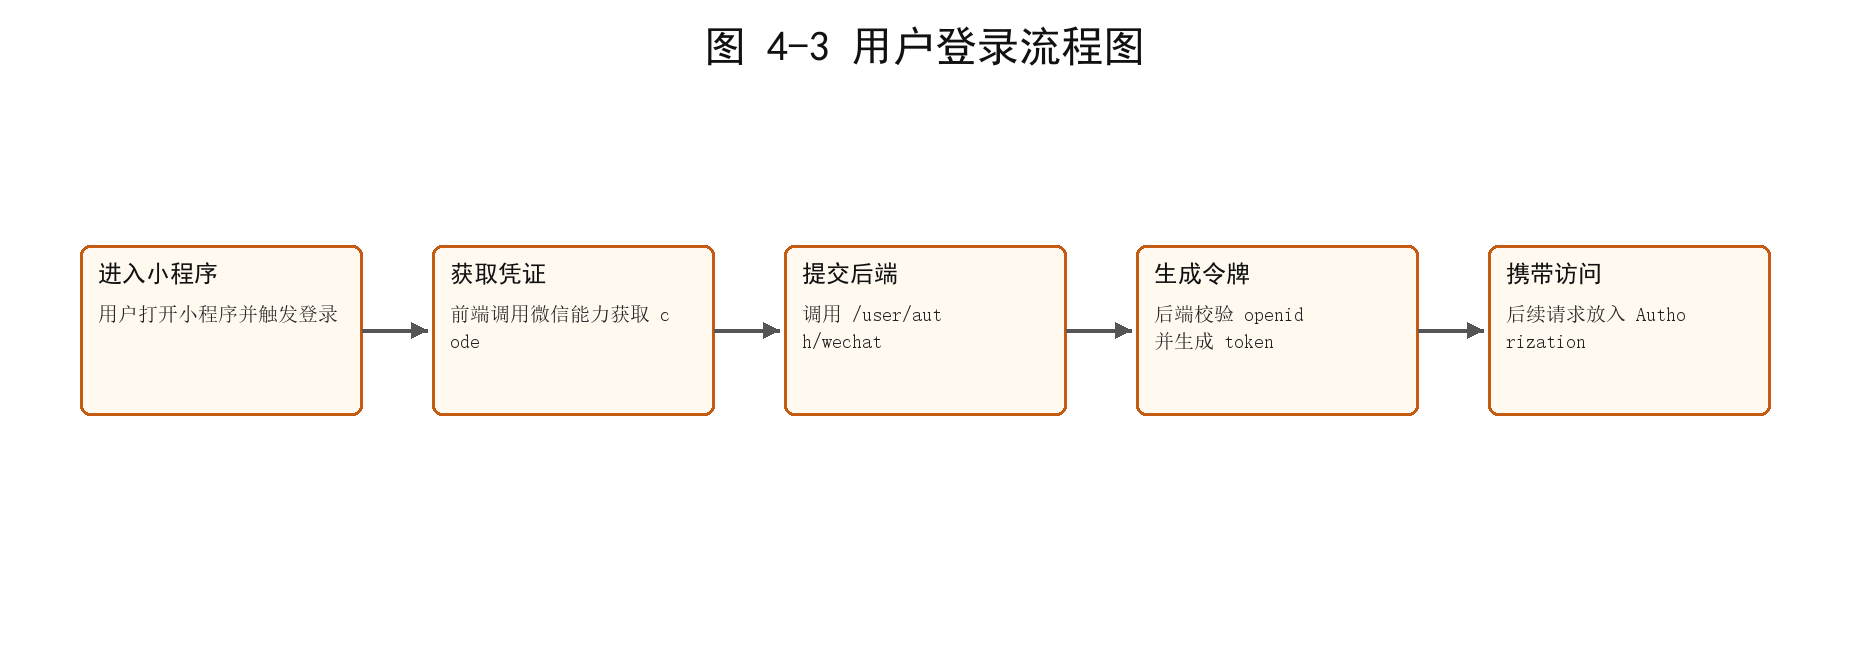 图 4-3 用户登录流程图
进入小程序
用户打开小程序并触发登录
获取凭证
前端调用微信能力获取 c
ode
提交后端
调用 /user/aut
h/wechat
生成令牌
后端校验 openid
并生成 token
携带访问
后续请求放入 Autho
rization